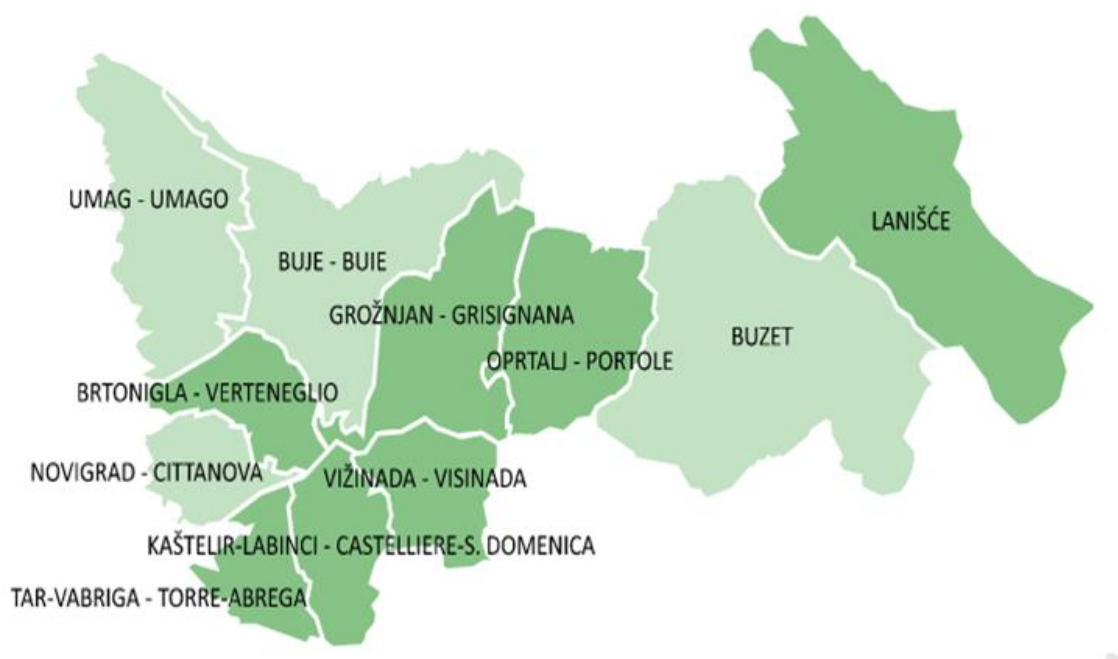 UMAG - UMAGO
LANIŠĆE
BUJE - BUIE
GROŽNJAN - GRISIGNANA
BUZET
OPRTALJ - PORTOLE
BRTONIGLA - VERTENEGLIO
NOVIGRAD - CITTANOVA
VIŽINADA - VISINADA
KAŠTELIR-LABINCI - CASTELLIERE-S. DOMENICA
TAR-VABRIGA - TORRE-ABREGA